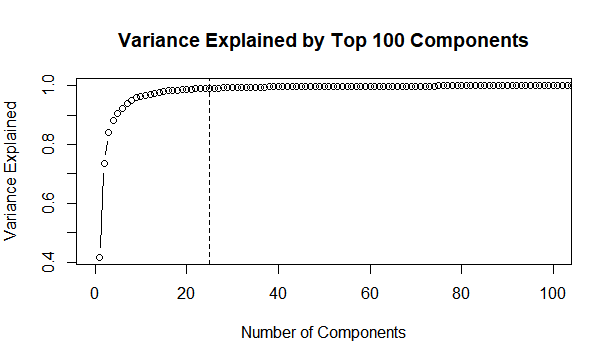 Variance Explained by Top 100 Components
Variance Explained
1.0
0.8
0.6
0.4
0 20 40 60 80 100
Number of Components